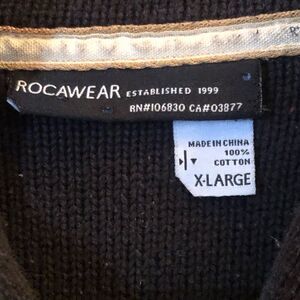 ROCAWEAR ESTABLISHED 1999
RN#106830 CA#03877
MADE IN CHINA
100%
COTTON
X-LARGE